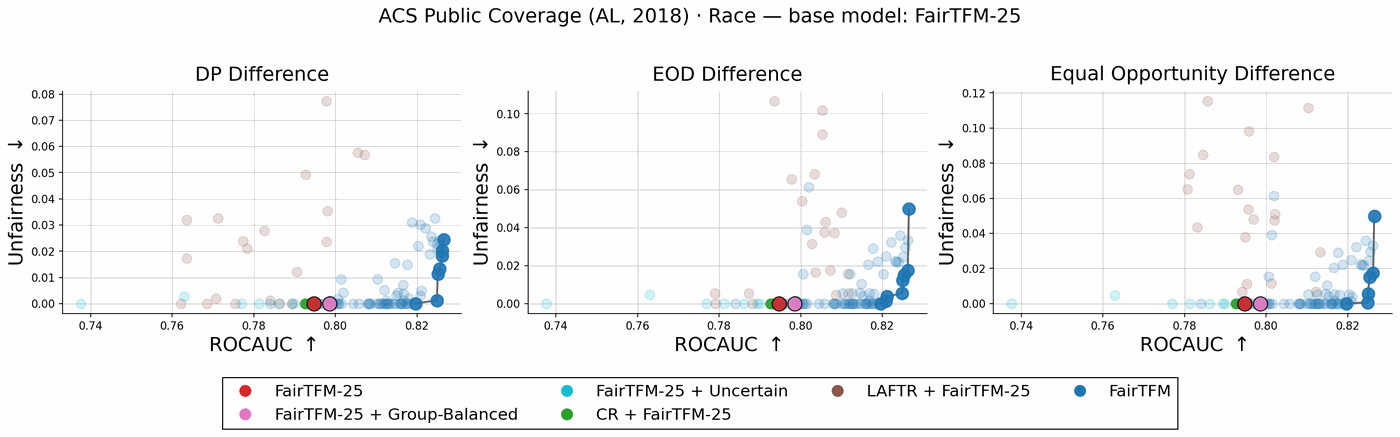 ACS Public Coverage (AL, 2018) · Race — base model: FairTFM-25
DP Difference
EOD Difference
Equal Opportunity Difference
Unfairness ↓
0.08
0.07
0.06
0.05
0.04
0.03
0.02
0.01
0.00
0.74
0.76
0.78
0.80
0.82
ROCAUC ↑
Unfairness ↓
0.10
0.08
0.06
0.04
0.02
0.00
0.74
0.76
0.78
0.80
0.82
ROCAUC ↑
Unfairness ↓
0.12
0.10
0.08
0.06
0.04
0.02
0.00
0.74
0.76
0.78
0.80
0.82
ROCAUC ↑
FairTFM-25
FairTFM-25 + Uncertain
LAFTR + FairTFM-25
FairTFM
FairTFM-25 + Group-Balanced
CR + FairTFM-25